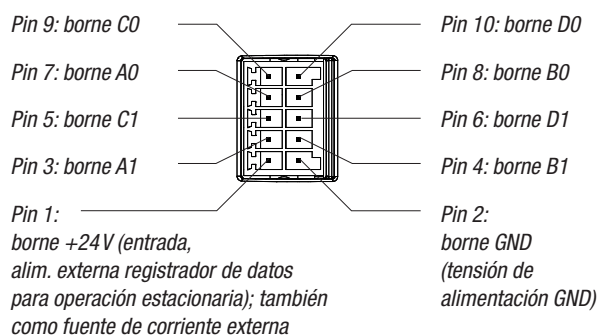 Pin 9: borne C0
Pin 10: borne D0
Pin 7: borne A0
Pin 8: borne B0
Pin 5: borne C1
Pin 6: borne D1
Pin 3: borne A1
Pin 4: borne B1
Pin 1:
borne +24V (entrada,
alim. externa registrador de datos
para operación estacionaria); también
como fuente de corriente externa
Pin 2:
borne GND
(tensión de
alimentación GND)